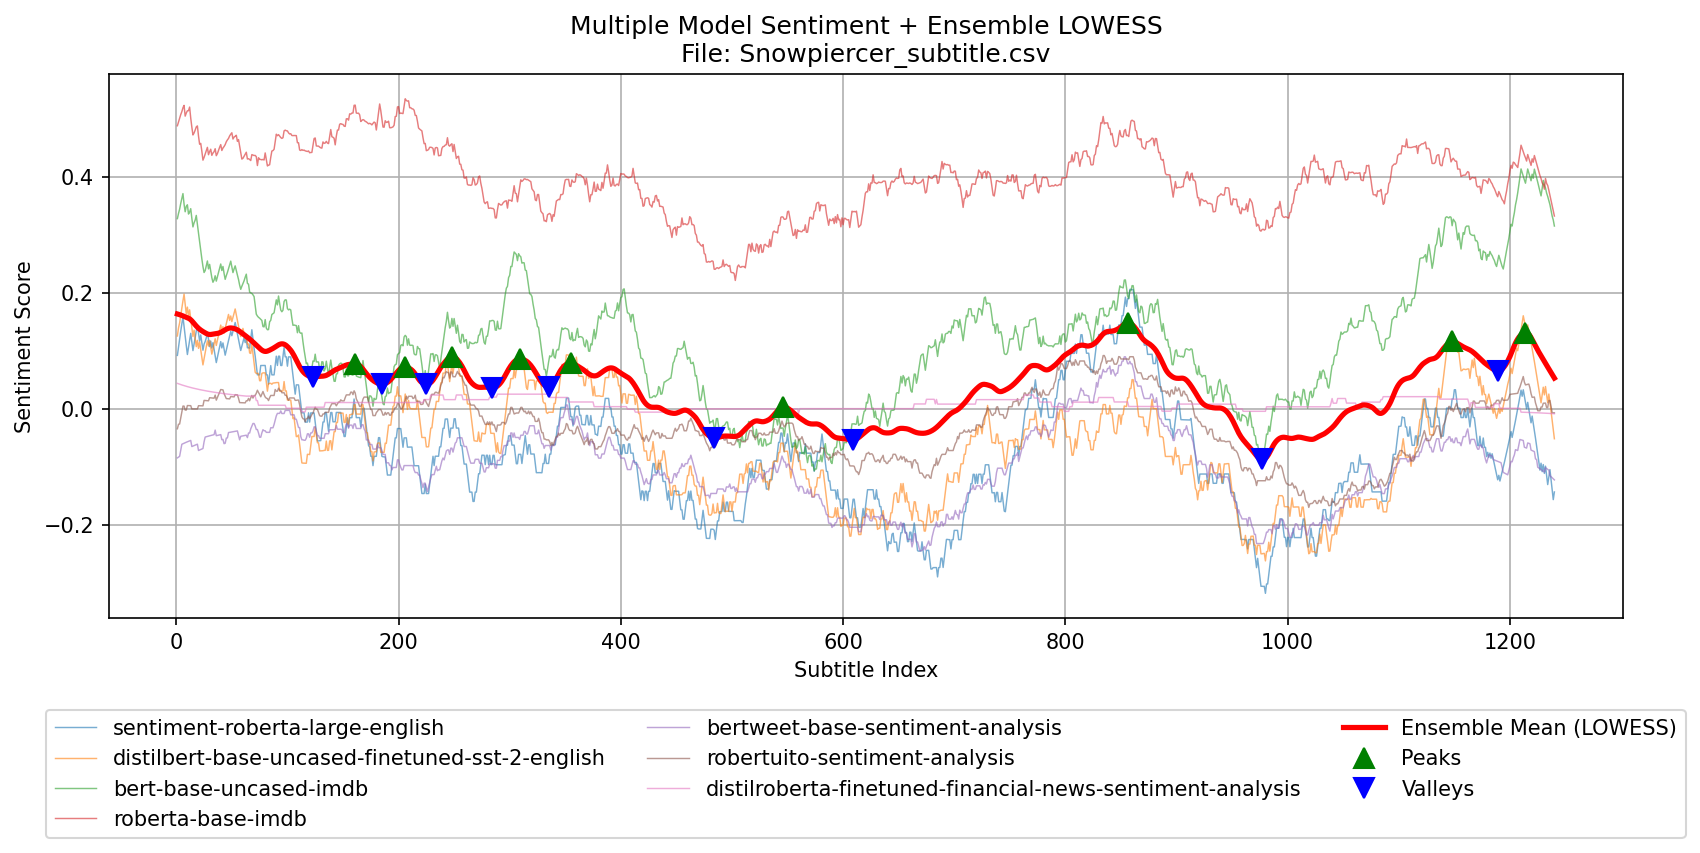 Multiple Model Sentiment + Ensemble LOWESS
File: Snowpiercer_subtitle.csv
Sentiment Score
0.4
0.2
0.0
−0.2
0
200
400
600
800
1000
1200
Subtitle Index
sentiment-roberta-large-english
distilbert-base-uncased-finetuned-sst-2-english
bert-base-uncased-imdb
roberta-base-imdb
bertweet-base-sentiment-analysis
robertuito-sentiment-analysis
distilroberta-finetuned-financial-news-sentiment-analysis
Ensemble Mean (LOWESS)
Peaks
Valleys